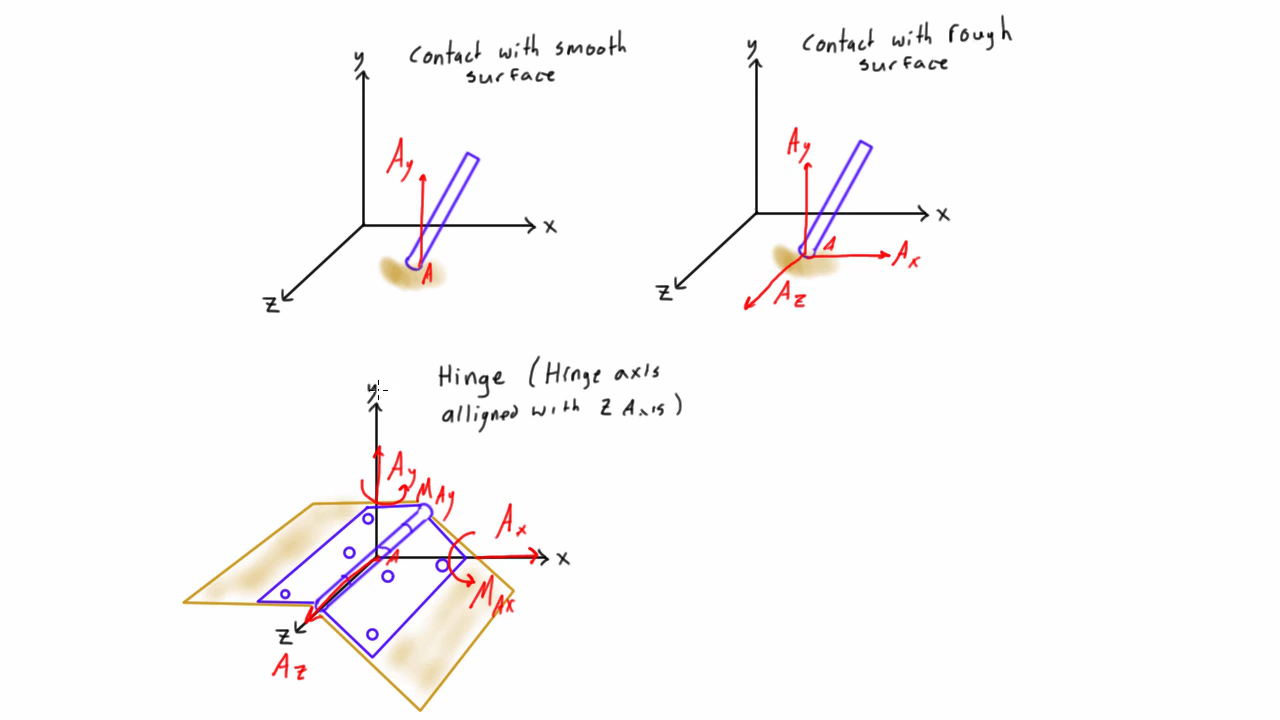 Contact with smooth
surface
y
Ay
x
A
z
Contact with rough
surface
y
Ay
x
A
Ax
z
Az
Hinge (Hinge axis
alligned with z Axis)
y
Ay
MAy
Ax
A
x
MAx
z
Az